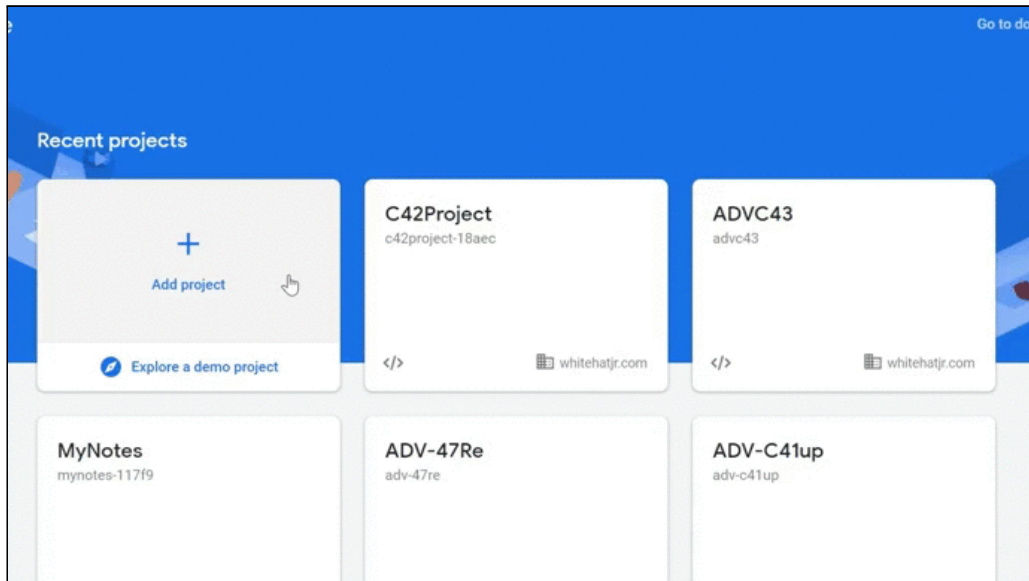 Go to do
Recent projects
Add project
Explore a demo project
C42Project
c42project-18aec
</> whitehatjr.com
ADVC43
advc43
</> whitehatjr.com
MyNotes
mynotes-117f9
ADV-47Re
adv-47re
ADV-C41up
adv-c41up